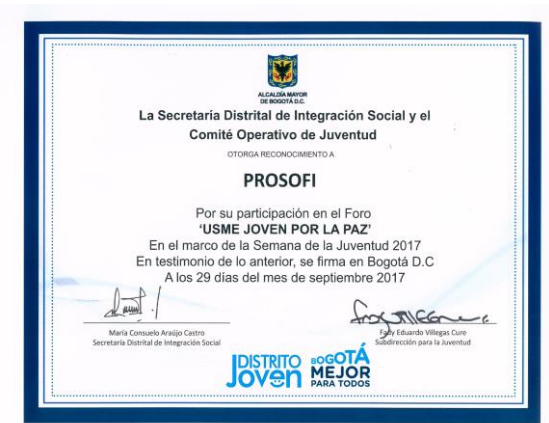 ALCALDÍA MAYOR
DE BOGOTÁ D.C.
La Secretaría Distrital de Integración Social y el
Comité Operativo de Juventud
OTORGA RECONOCIMIENTO A
PROSOFI
Por su participación en el Foro
‘USME JOVEN POR LA PAZ’
En el marco de la Semana de la Juventud 2017
En testimonio de lo anterior, se firma en Bogotá D.C
A los 29 días del mes de septiembre 2017
María Consuelo Araújo Castro
Secretaría Distrital de Integración Social
Fady Eduardo Villegas Cure
Subdirección para la Juventud
DISTRITO
JOVEN
BOGOTÁ
MEJOR
PARA TODOS